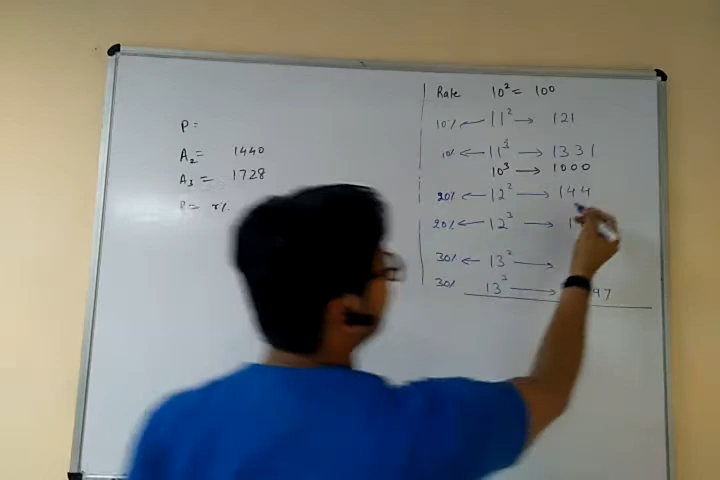 P=
A₂= 1440
A₃= 1728
R= r%
Rate 10² = 100
10% ← 11² → 121
10% ← 11³ → 1331
10³ → 1000
20% ← 12² → 144
20% ← 12³ → 1
30% ← 13² →
30% 13³ → 97